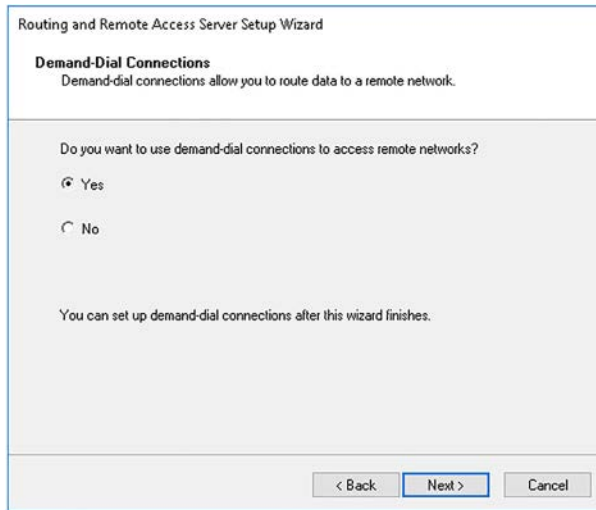 Routing and Remote Access Server Setup Wizard
Demand-Dial Connections
Demand-dial connections allow you to route data to a remote network.
Do you want to use demand-dial connections to access remote networks?
Yes
No
You can set up demand-dial connections after this wizard finishes.
< Back Next > Cancel